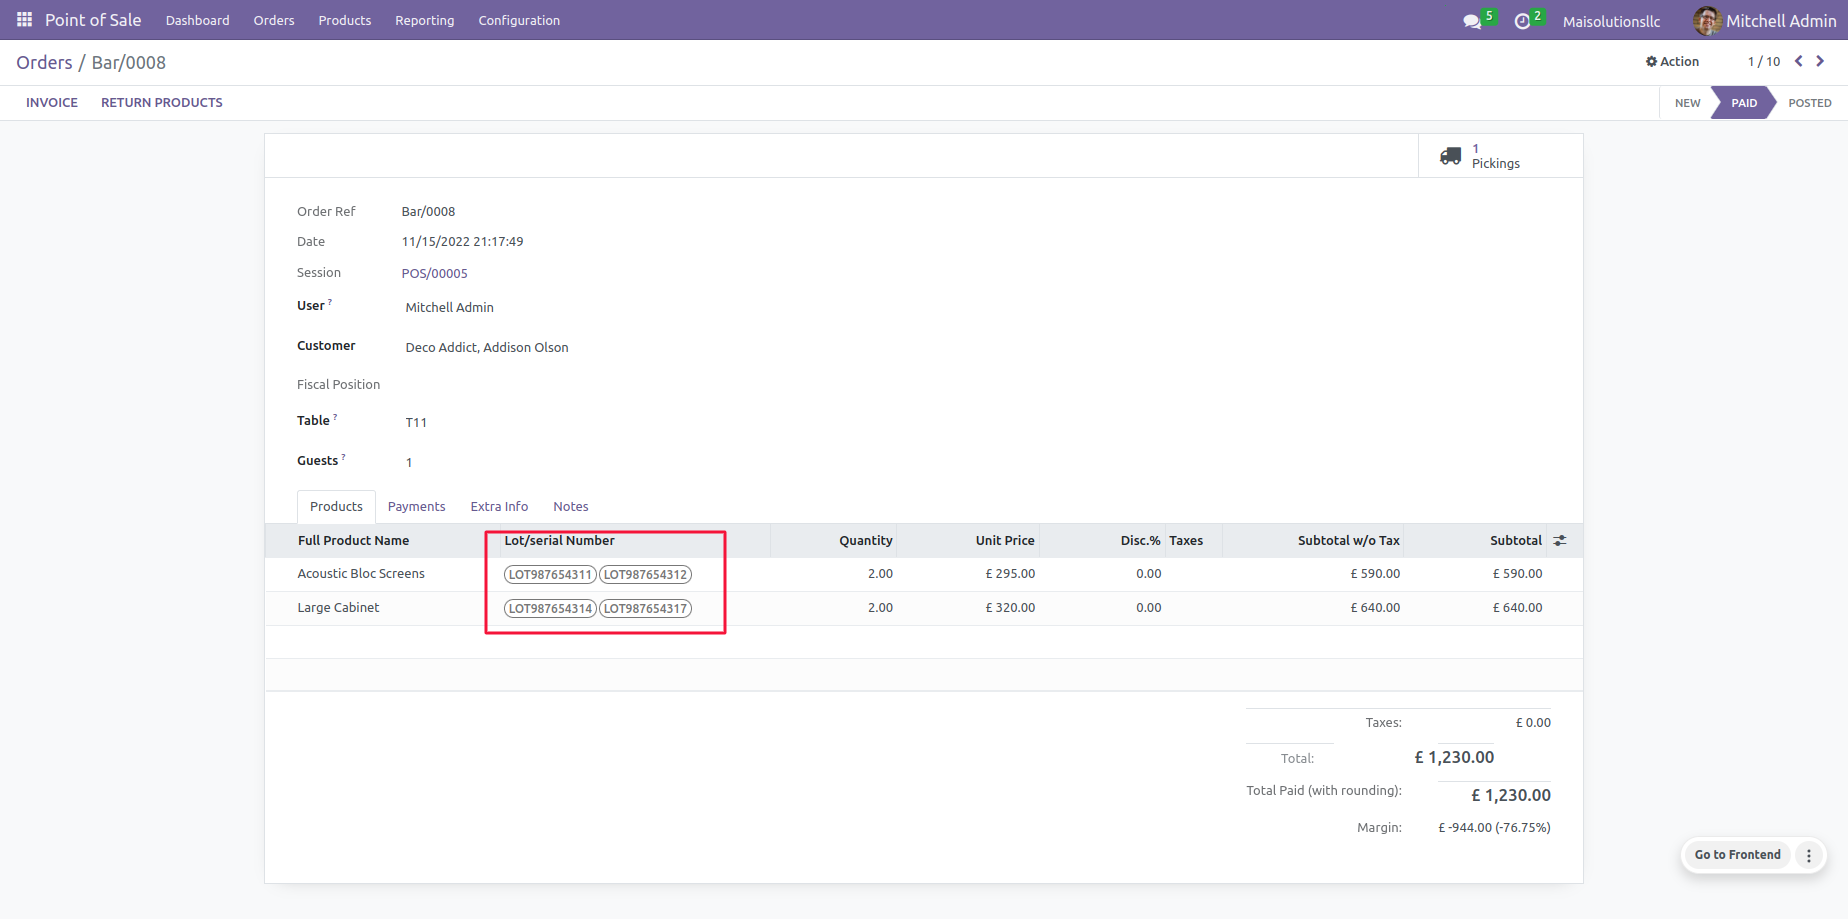 Point of Sale Dashboard Orders Products Reporting Configuration 5 2 Maisolutionsllc Mitchell Admin
Orders / Bar/0008 Action 1 / 10
INVOICE RETURN PRODUCTS NEW PAID POSTED
1
Pickings
Order Ref Bar/0008
Date 11/15/2022 21:17:49
Session POS/00005
User ? Mitchell Admin
Customer Deco Addict, Addison Olson
Fiscal Position
Table ? T11
Guests ? 1
Products Payments Extra Info Notes
Full Product Name Lot/serial Number Quantity Unit Price Disc.% Taxes Subtotal w/o Tax Subtotal
Acoustic Bloc Screens LOT987654311 LOT987654312 2.00 £ 295.00 0.00 £ 590.00 £ 590.00
Large Cabinet LOT987654314 LOT987654317 2.00 £ 320.00 0.00 £ 640.00 £ 640.00
Taxes: £ 0.00
Total: £ 1,230.00
Total Paid (with rounding): £ 1,230.00
Margin: £ -944.00 (-76.75%)
Go to Frontend